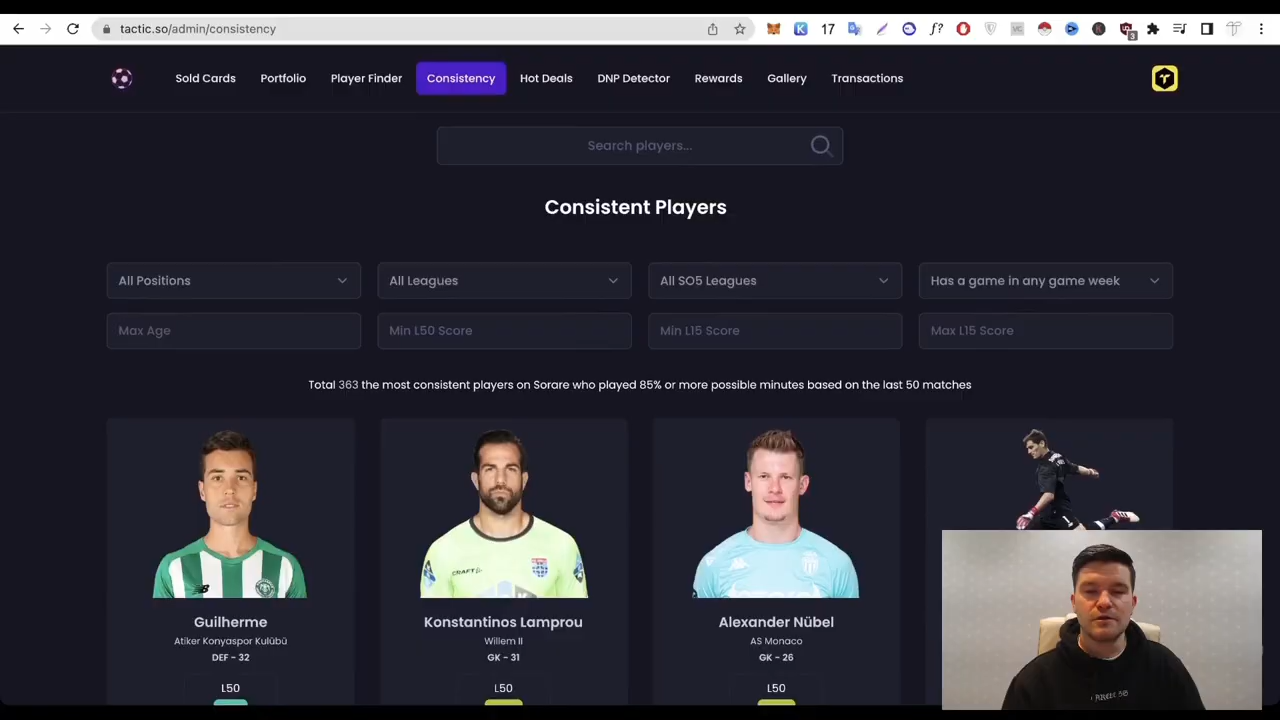 tactic.so/admin/consistency
17
f?
VC
3
Sold Cards
Portfolio
Player Finder
Consistency
Hot Deals
DNP Detector
Rewards
Gallery
Transactions
Search players...
Consistent Players
All Positions
All Leagues
All SO5 Leagues
Has a game in any game week
Max Age
Min L50 Score
Min L15 Score
Max L15 Score
Total 363 the most consistent players on Sorare who played 85% or more possible minutes based on the last 50 matches
CRAFT
1
Guilherme
Konstantinos Lamprou
Alexander Nübel
Atiker Konyaspor Kulübü
Willem II
AS Monaco
DEF - 32
GK - 31
GK - 26
L50
L50
L50